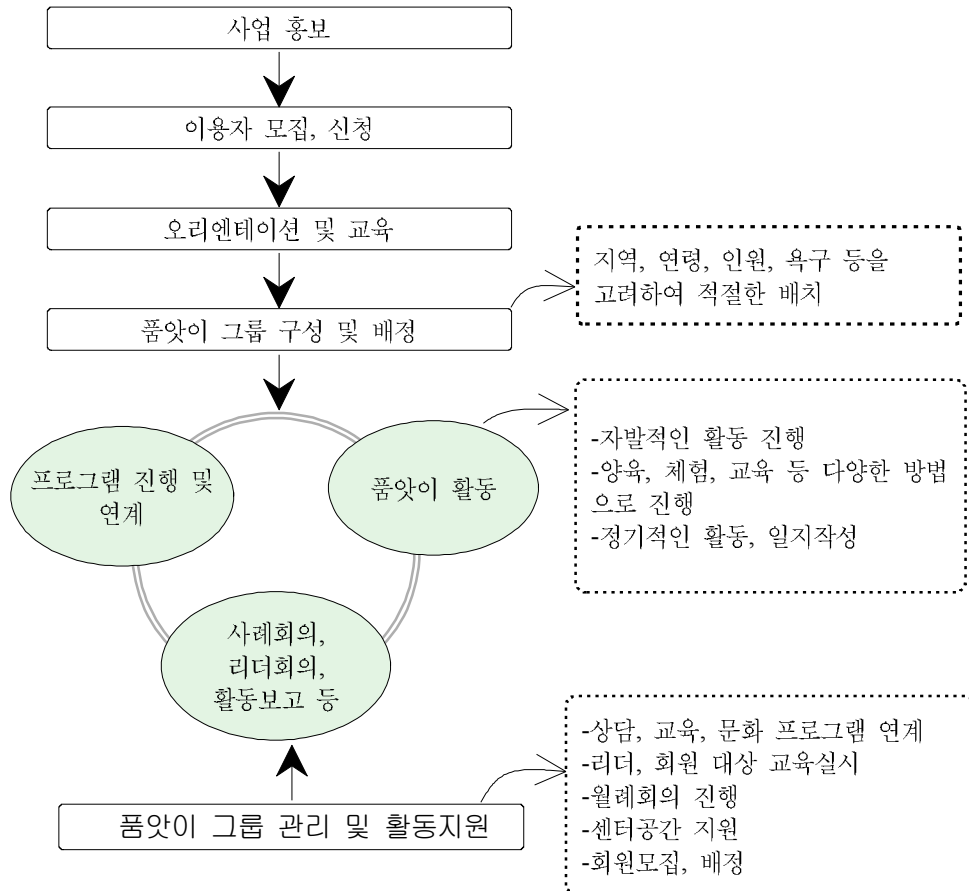 사업 홍보
이용자 모집, 신청
오리엔테이션 및 교육
품앗이 그룹 구성 및 배정
지역, 연령, 인원, 욕구 등을
고려하여 적절한 배치
프로그램 진행 및
연계
품앗이 활동
-자발적인 활동 진행
-양육, 체험, 교육 등 다양한 방법
으로 진행
-정기적인 활동, 일지작성
사례회의,
리더회의,
활동보고 등
품앗이 그룹 관리 및 활동지원
-상담, 교육, 문화 프로그램 연계
-리더, 회원 대상 교육실시
-월례회의 진행
-센터공간 지원
-회원모집, 배정